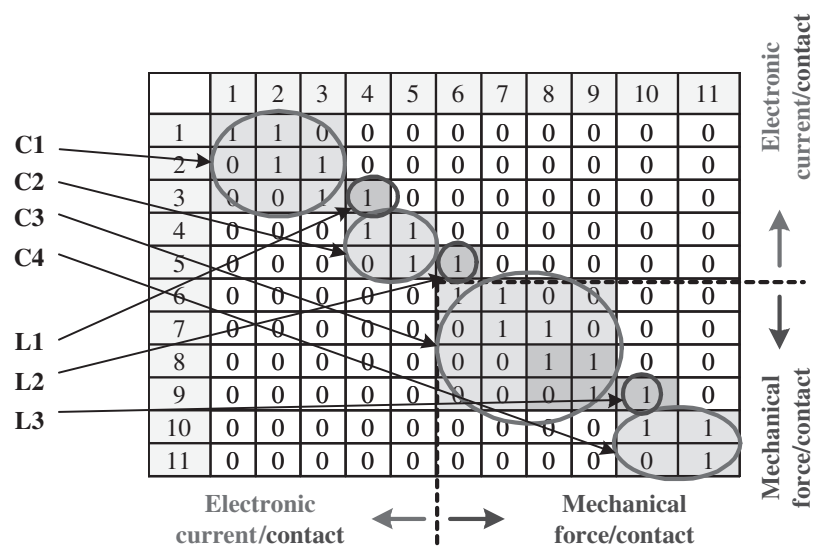 1 2 3 4 5 6 7 8 9 10 11
1 1 1 0 0 0 0 0 0 0 0 0
2 0 1 1 0 0 0 0 0 0 0 0
3 0 0 1 1 0 0 0 0 0 0 0
4 0 0 0 1 1 0 0 0 0 0 0
5 0 0 0 0 1 1 0 0 0 0 0
6 0 0 0 0 0 1 1 0 0 0 0
7 0 0 0 0 0 0 1 1 0 0 0
8 0 0 0 0 0 0 0 1 1 0 0
9 0 0 0 0 0 0 0 0 1 1 0
10 0 0 0 0 0 0 0 0 0 1 1
11 0 0 0 0 0 0 0 0 0 0 1
C1
C2
C3
C4
L1
L2
L3
Electronic
current/contact
Mechanical
force/contact
Electronic
current/contact
Mechanical
force/contact